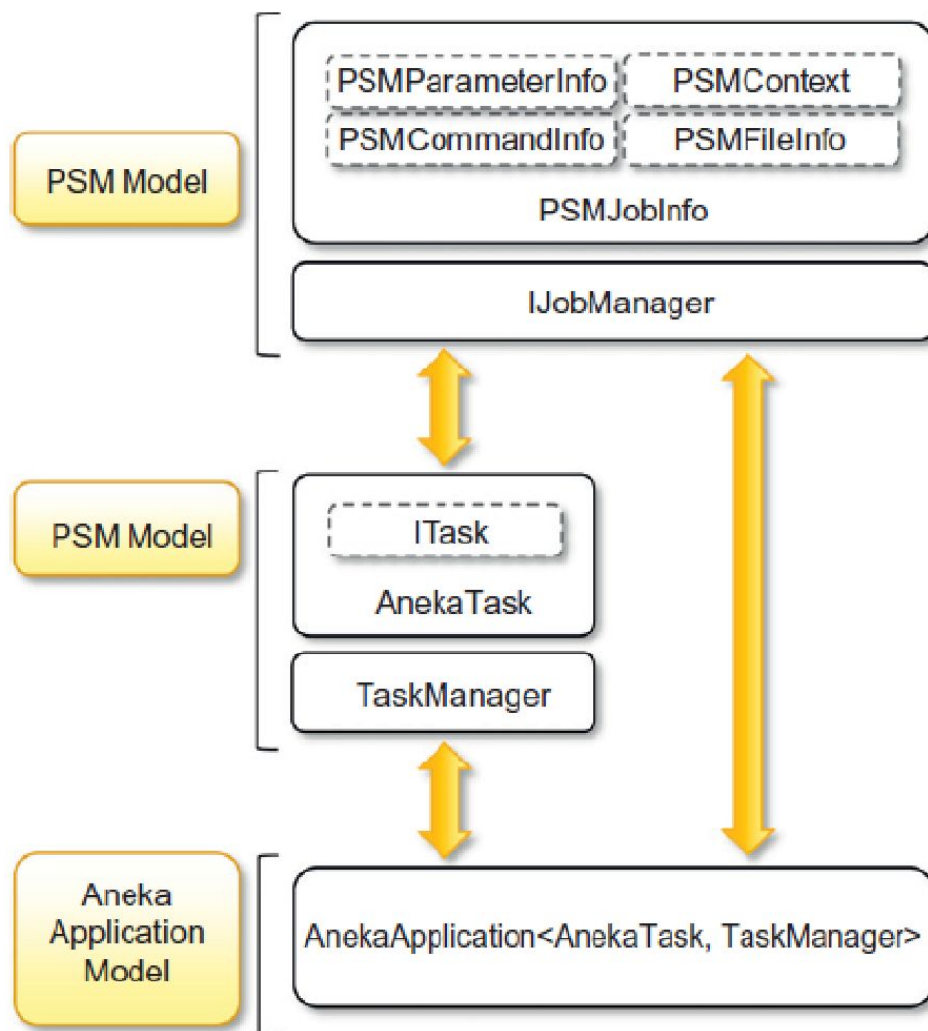 PSMParameterInfo
PSMContext
PSMCommandInfo
PSMFileInfo
PSMJobInfo
PSM Model
IJobManager
ITask
PSM Model
AnekaTask
TaskManager
Aneka
Application
Model
AnekaApplication<AnekaTask, TaskManager>